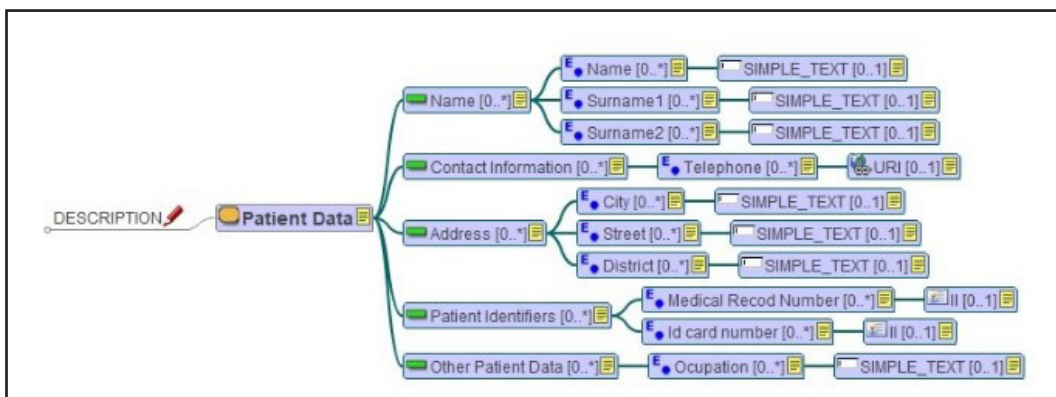 Name [0..*] SIMPLE_TEXT [0..1]
Name [0..*] Surname1 [0..*] SIMPLE_TEXT [0..1]
Surname2 [0..*] SIMPLE_TEXT [0..1]
Contact Information [0..*] Telephone [0..*] URI [0..1]
DESCRIPTION Patient Data
City [0..*] SIMPLE_TEXT [0..1]
Address [0..*] Street [0..*] SIMPLE_TEXT [0..1]
District [0..*] SIMPLE_TEXT [0..1]
Medical Recod Number [0..*] II [0..1]
Patient Identifiers [0..*]
Id card number [0..*] II [0..1]
Other Patient Data [0..*] Ocupation [0..*] SIMPLE_TEXT [0..1]